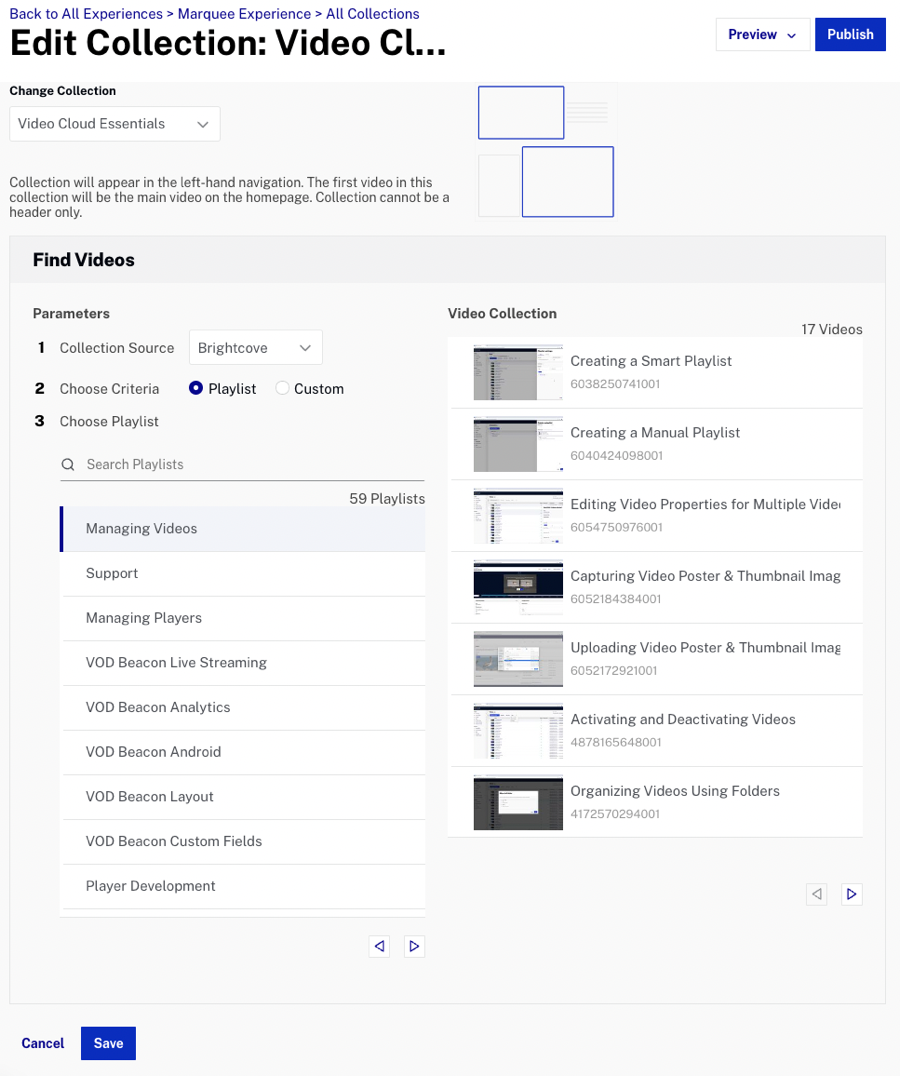 Back to All Experiences > Marquee Experience > All Collections
Edit Collection: Video Cl...
Preview
Publish
Change Collection
Video Cloud Essentials
Collection will appear in the left-hand navigation. The first video in this
collection will be the main video on the homepage. Collection cannot be a
header only.
Find Videos
Parameters
1 Collection Source Brightcove
2 Choose Criteria Playlist Custom
3 Choose Playlist
Search Playlists
59 Playlists
Managing Videos
Support
Managing Players
VOD Beacon Live Streaming
VOD Beacon Analytics
VOD Beacon Android
VOD Beacon Layout
VOD Beacon Custom Fields
Player Development
Video Collection
17 Videos
Creating a Smart Playlist
6038250741001
Creating a Manual Playlist
6040424098001
Editing Video Properties for Multiple Vide
6054750976001
Capturing Video Poster & Thumbnail Imag
6052184384001
Uploading Video Poster & Thumbnail Imag
6052172921001
Activating and Deactivating Videos
4878165648001
Organizing Videos Using Folders
4172570294001
Cancel
Save